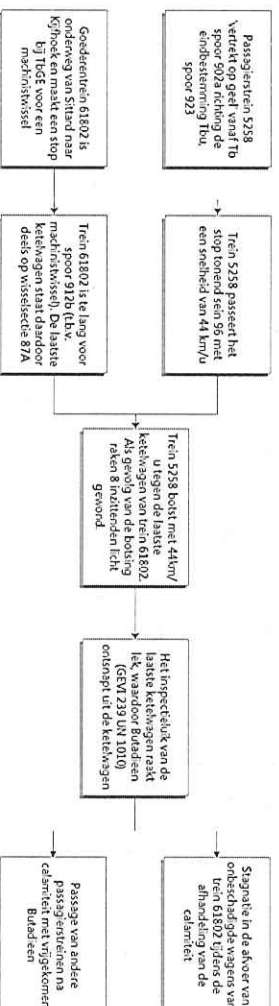 Passagierstrein 5258
vertrekt op geel vanaf Tb
spoor 902a richting de
eindbestemming Tbu,
spoor 923
Trein 5258 passeert het
stop tonend sein 96 met
een snelheid van 44 km/u
Goederentrein 61802 is
onderweg van Sittard naar
Kijfhoek en maakt een stop
bij TbGE voor een
machinistwissel
Trein 61802 is te lang voor
spoor 912b (t.b.v.
machinistwissel). De laatste
ketelwagen staat daardoor
deels op wisselsectie 87A
Trein 5258 botst met 44km/
u tegen de laatste
ketelwagen van trein 61802.
Als gevolg van de botsing
raken 8 inzittenden licht
gewond.
Het inspectieluik van de
laatste ketelwagen raakt
lek, waardoor Butadieen
(GEVI 239 UN 1010)
ontsnapt uit de ketelwagen
Stagnatie in de afvoer van
onbeschadigde wagens van
trein 61802 tijdens de
afhandeling van de
calamiteit
Passage van andere
passagierstreinen na
calamiteit met vrijgekomen
Butadieen